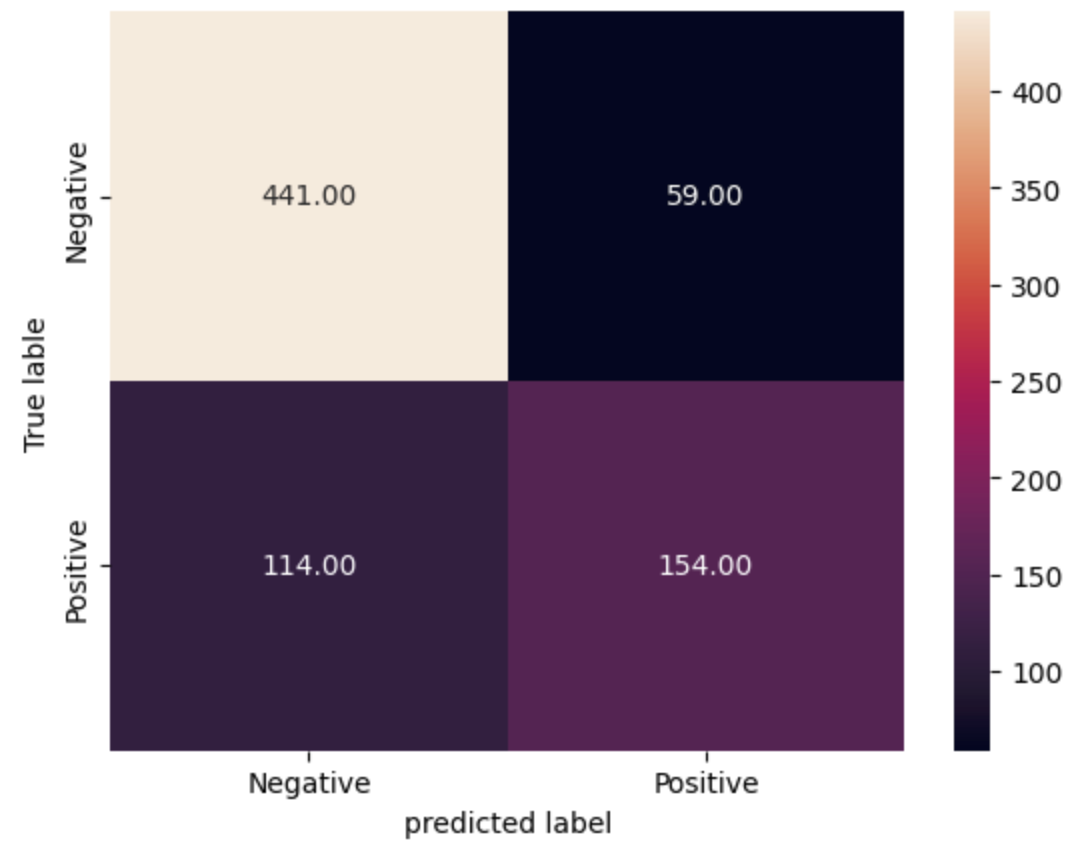 Negative
441.00
59.00
True lable
Positive
114.00
154.00
Negative
Positive
predicted label
400
350
300
250
200
150
100